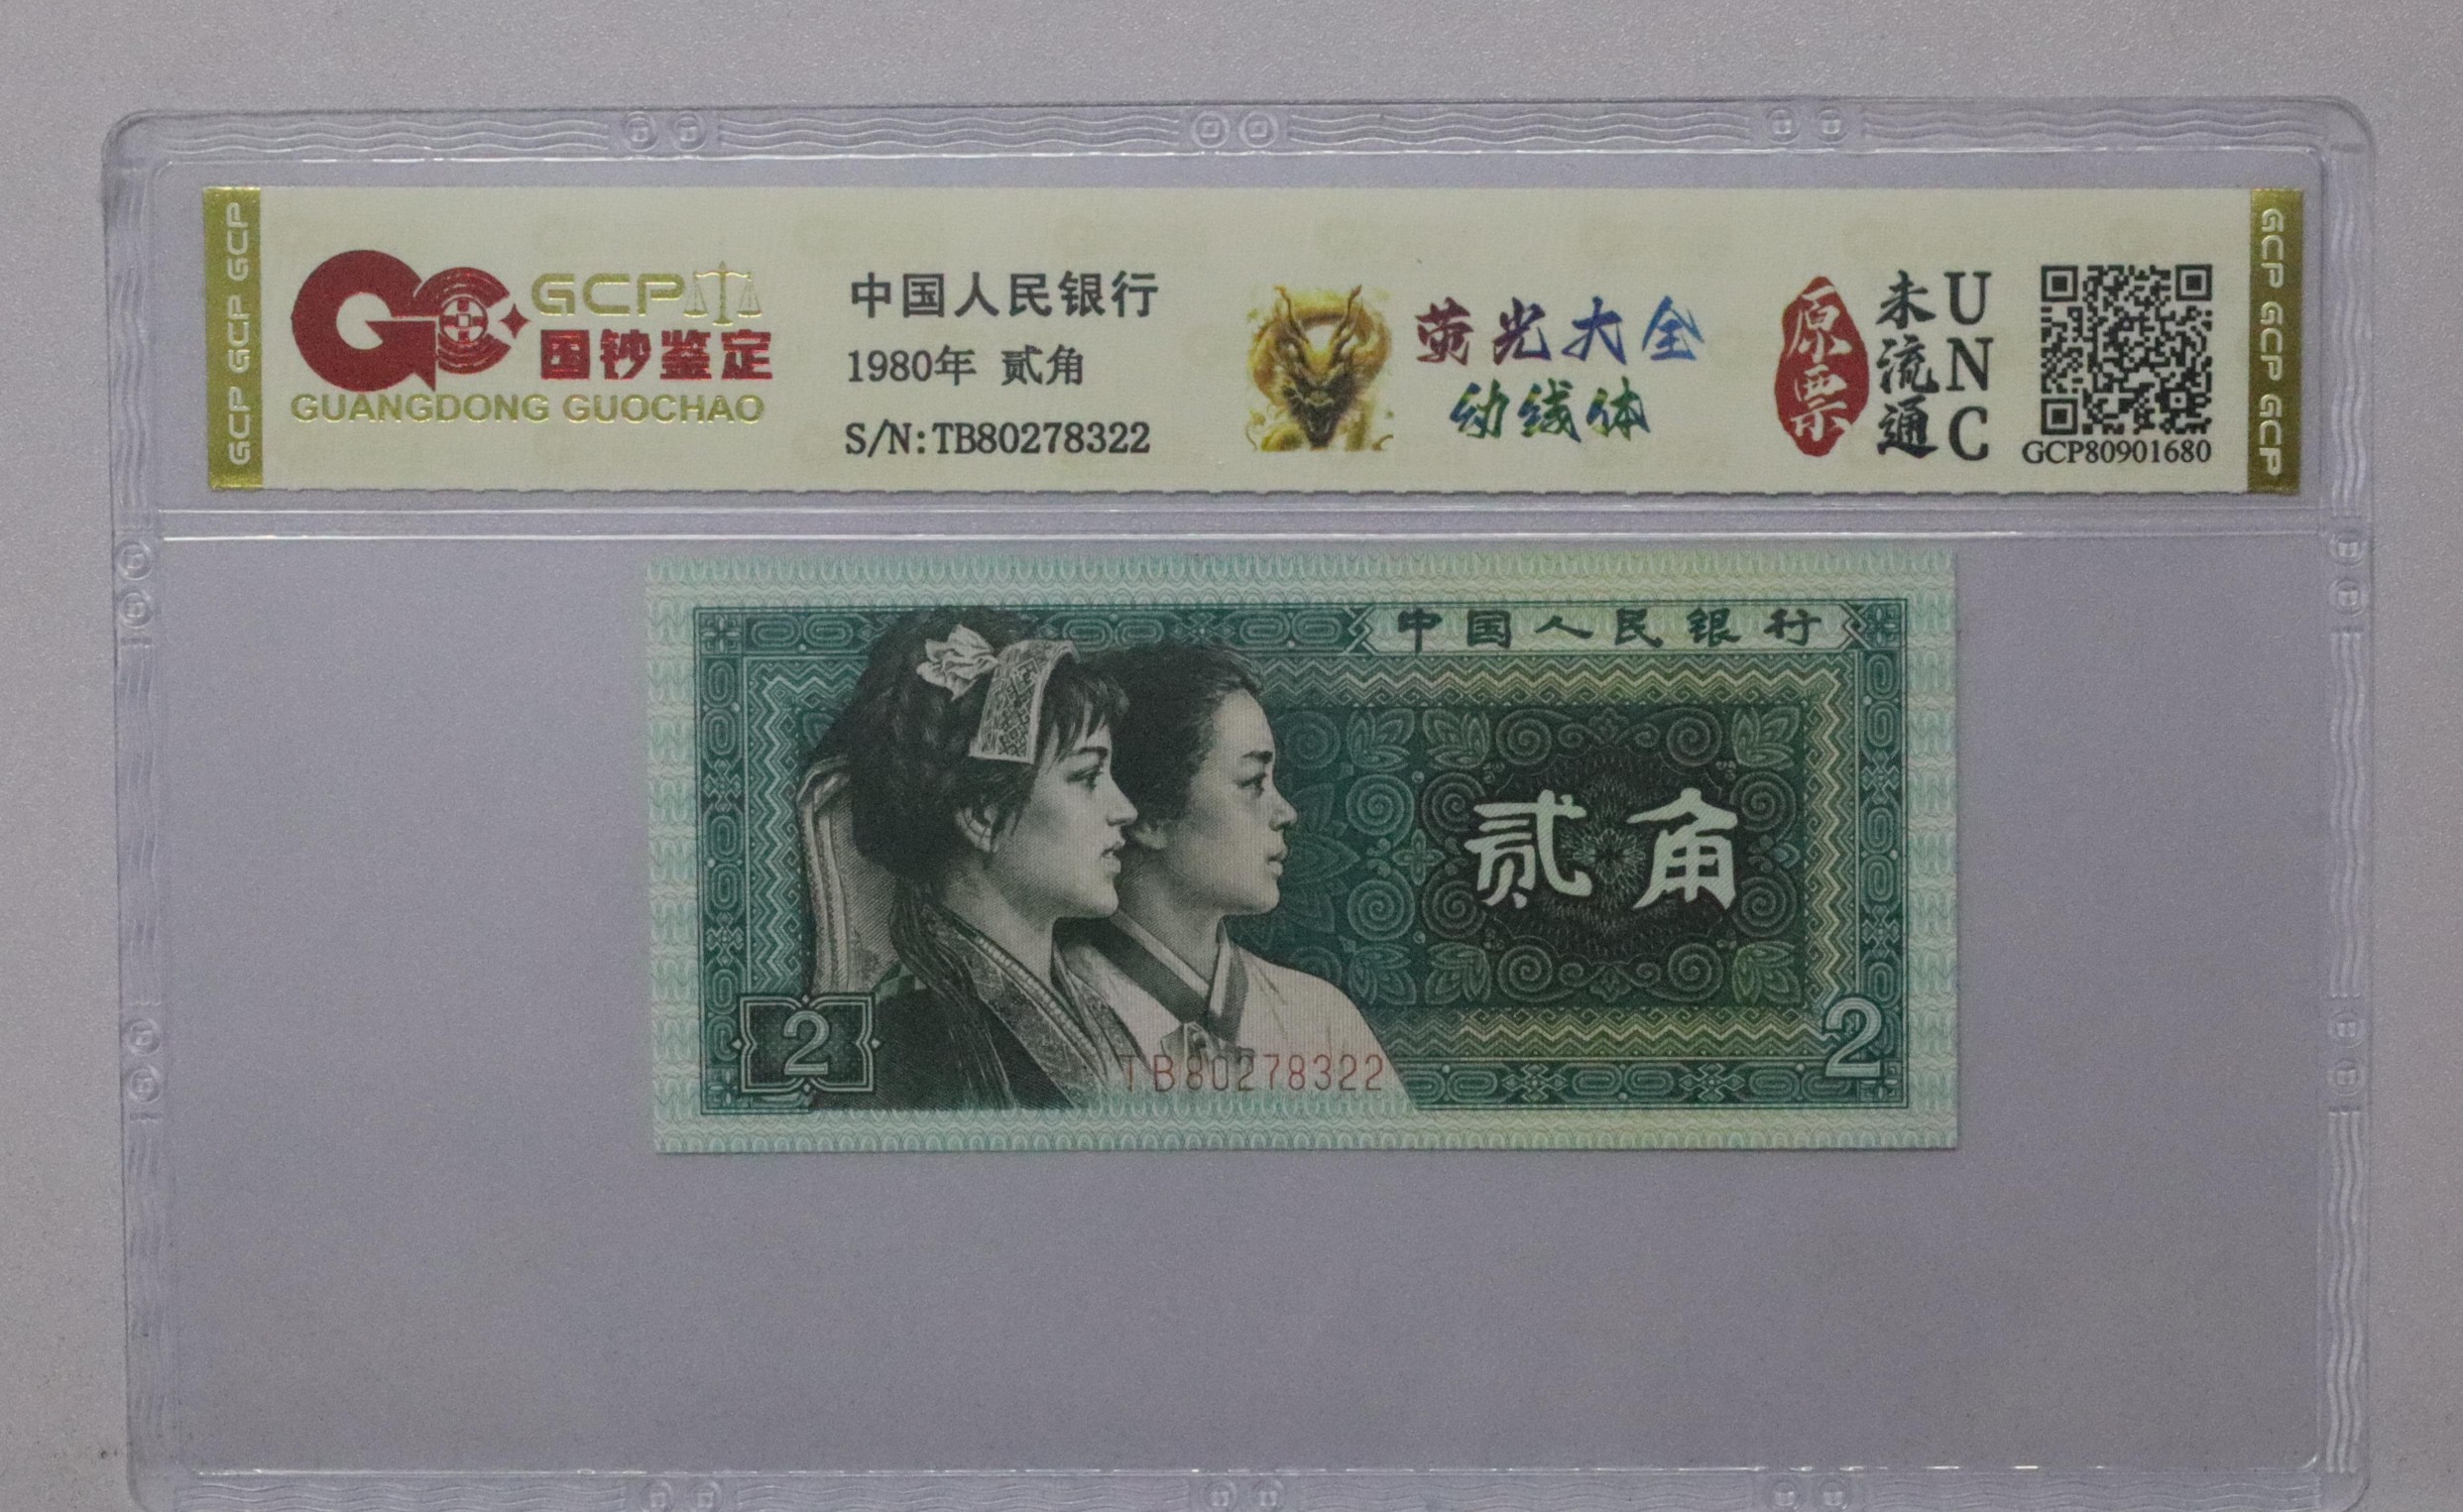 GCP GCP GCP
GCP
国钞鉴定
GUANGDONG GUOCHAO
中国人民银行
1980年 贰角
S/N:TB80278322
荧光大全
幼线体
原票
未流通
UNC
GCP80901680
GCP GCP GCP
中国人民银行
贰角
2
2
TB80278322